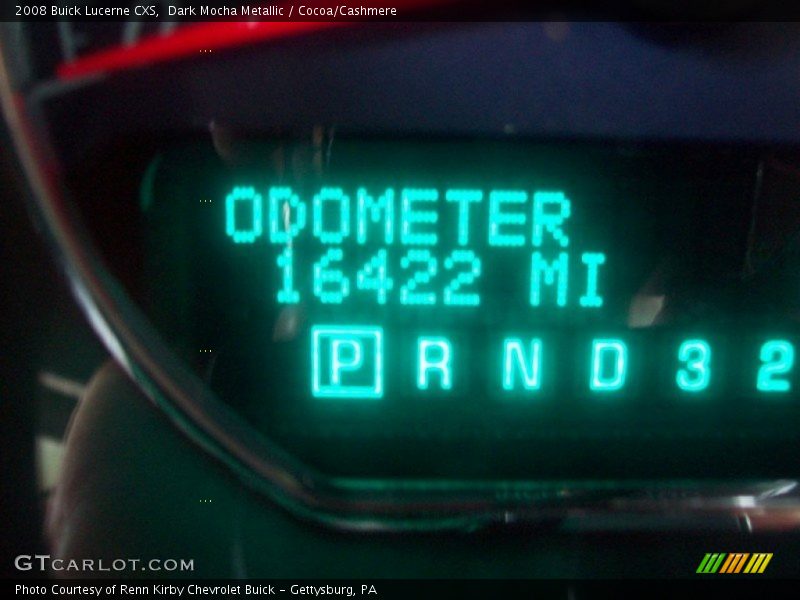 2008 Buick Lucerne CXS,  Dark Mocha Metallic / Cocoa/Cashmere
ODOMETER
16422 MI
P R N D 3 2
GTCARLOT.COM
Photo Courtesy of Renn Kirby Chevrolet Buick - Gettysburg, PA